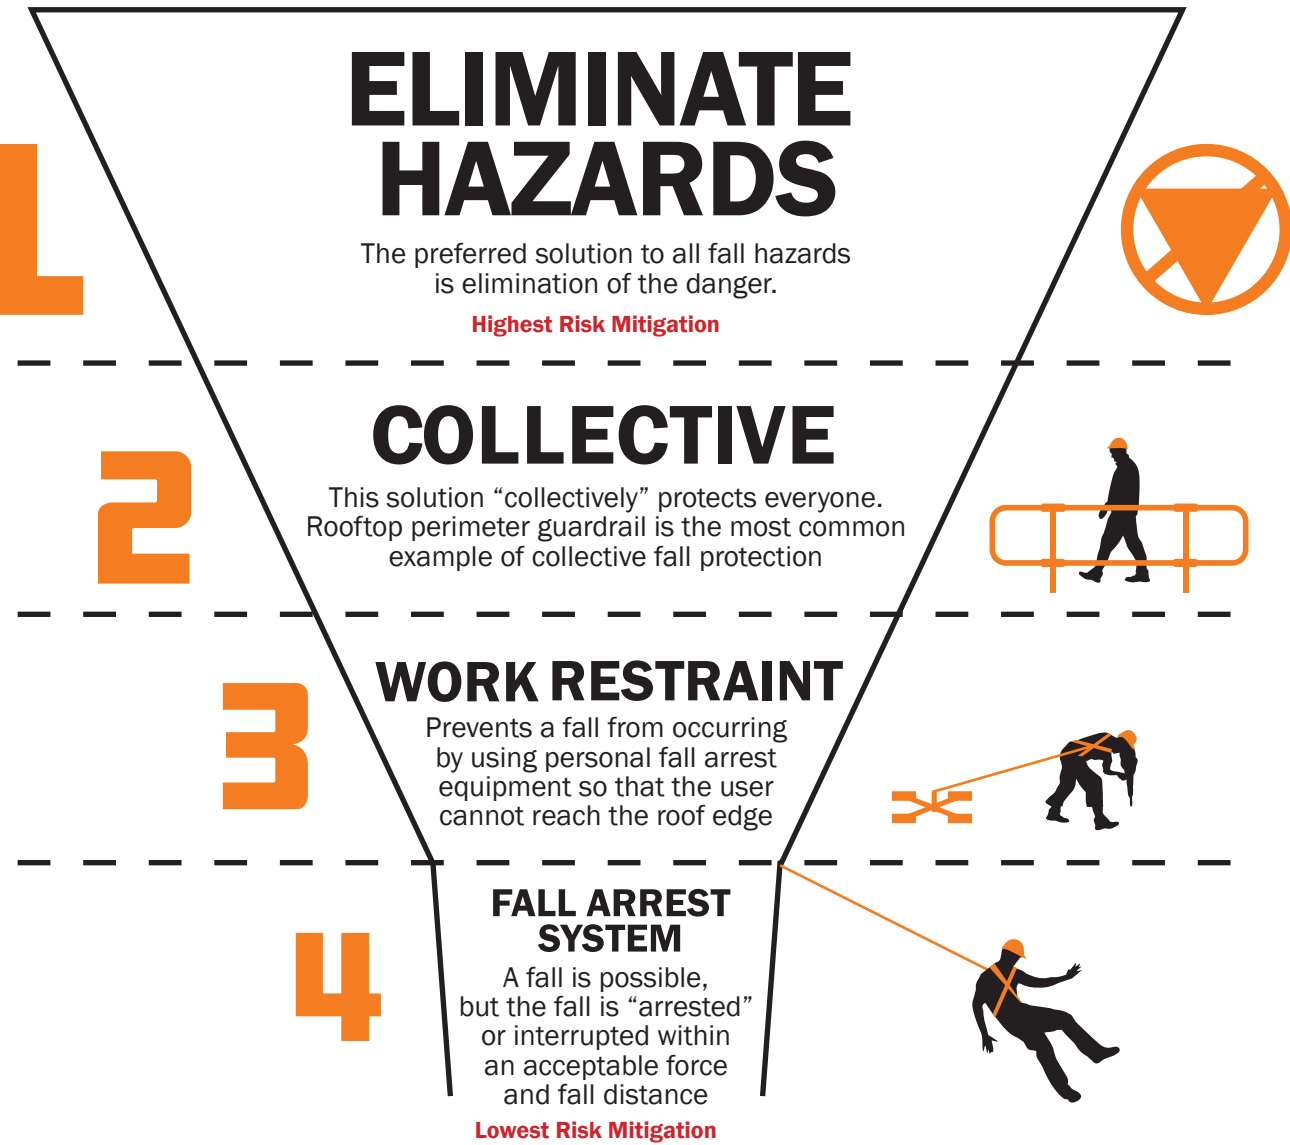 1
ELIMINATE
HAZARDS
The preferred solution to all fall hazards
is elimination of the danger.
Highest Risk Mitigation
2
COLLECTIVE
This solution “collectively” protects everyone.
Rooftop perimeter guardrail is the most common
example of collective fall protection
3
WORK RESTRAINT
Prevents a fall from occurring
by using personal fall arrest
equipment so that the user
cannot reach the roof edge
4
FALL ARREST
SYSTEM
A fall is possible,
but the fall is “arrested”
or interrupted within
an acceptable force
and fall distance
Lowest Risk Mitigation